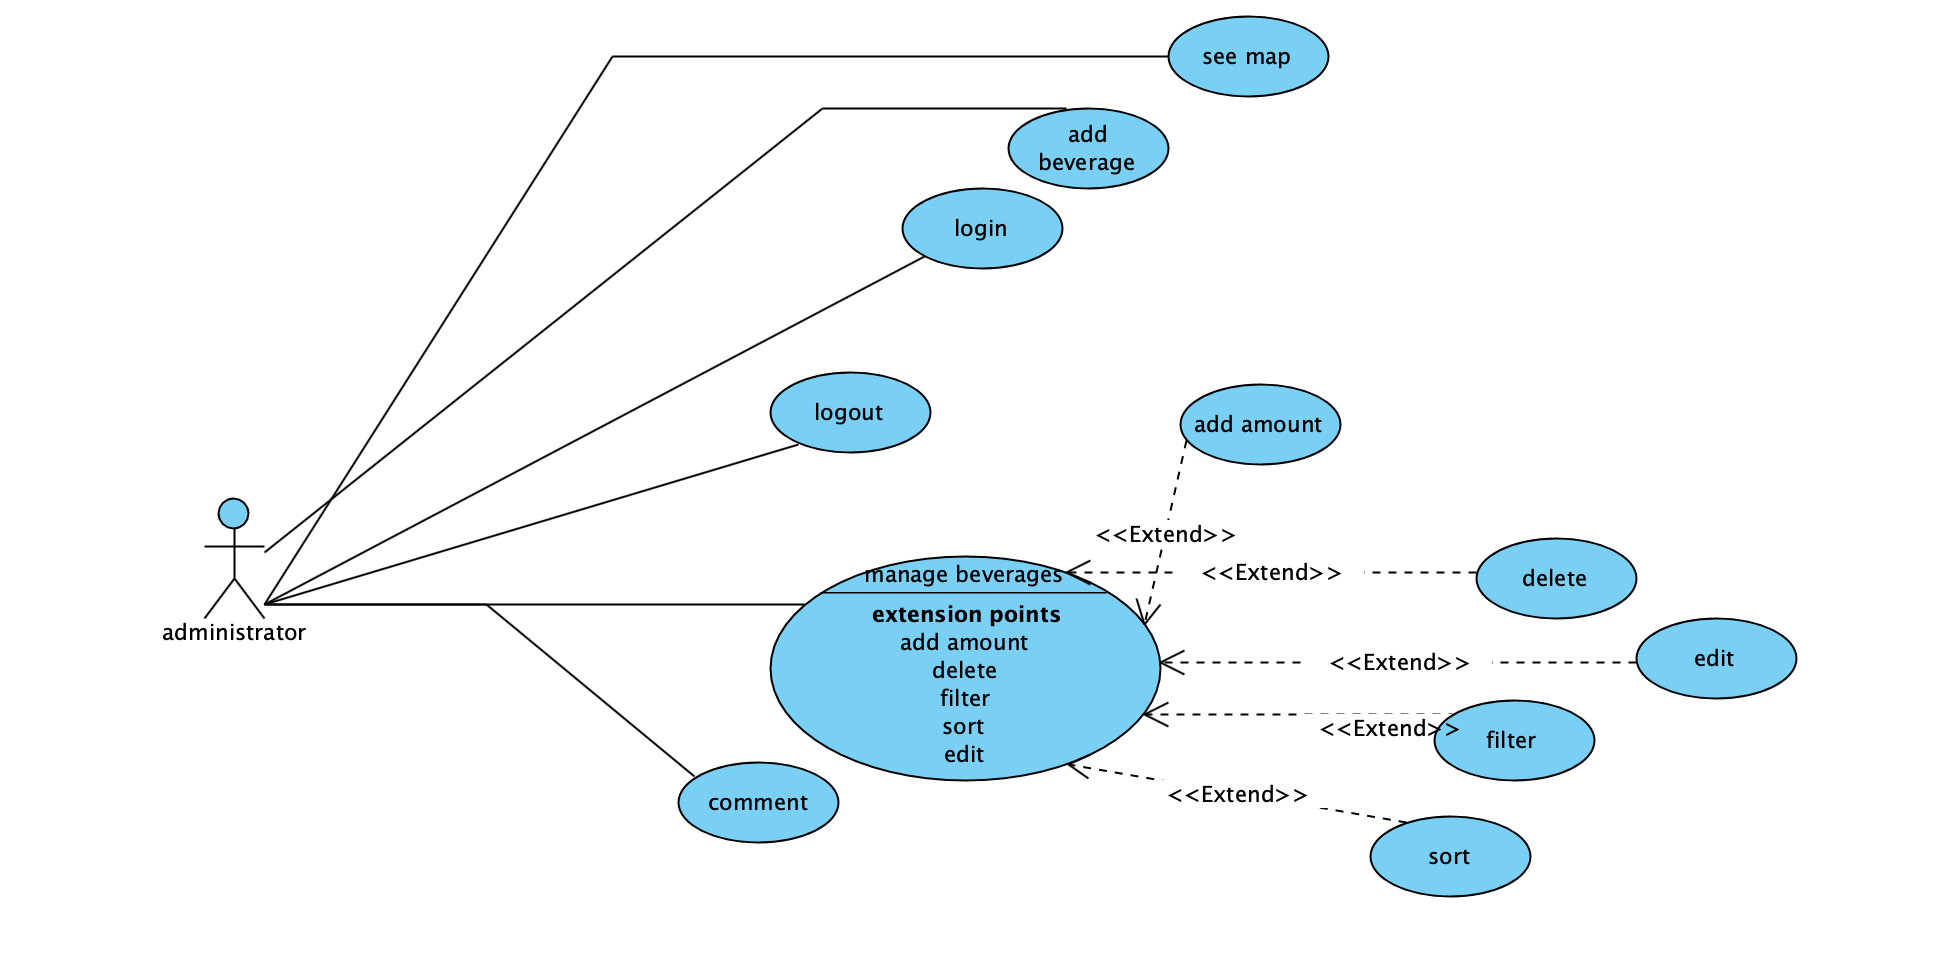 see map
add
beverage
login
logout
add amount
<<Extend>>
<<Extend>>
delete
administrator
manage beverages
extension points
add amount
delete
filter
sort
edit
<<Extend>>
edit
<<Extend>>
filter
<<Extend>>
comment
sort